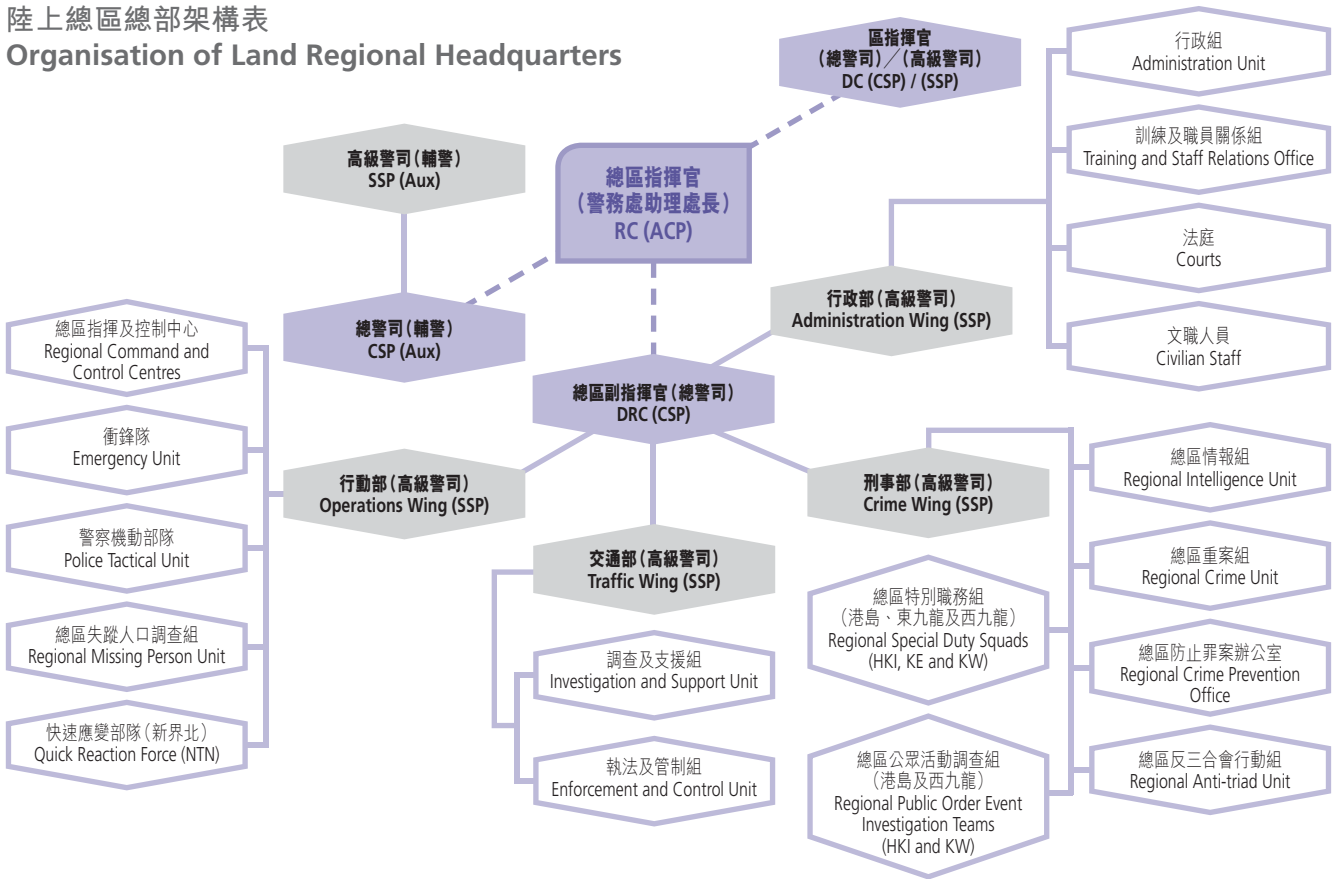 陸上總區總部架構表
Organisation of Land Regional Headquarters
區指揮官
(總警司)／(高級警司)
DC (CSP) / (SSP)
高級警司(輔警)
SSP (Aux)
總區指揮官
(警務處助理處長)
RC (ACP)
總警司(輔警)
CSP (Aux)
總區副指揮官(總警司)
DRC (CSP)
行政部(高級警司)
Administration Wing (SSP)
行政組
Administration Unit
訓練及職員關係組
Training and Staff Relations Office
法庭
Courts
文職人員
Civilian Staff
行動部(高級警司)
Operations Wing (SSP)
總區指揮及控制中心
Regional Command and
Control Centres
衝鋒隊
Emergency Unit
警察機動部隊
Police Tactical Unit
總區失蹤人口調查組
Regional Missing Person Unit
快速應變部隊(新界北)
Quick Reaction Force (NTN)
交通部(高級警司)
Traffic Wing (SSP)
調查及支援組
Investigation and Support Unit
執法及管制組
Enforcement and Control Unit
刑事部(高級警司)
Crime Wing (SSP)
總區情報組
Regional Intelligence Unit
總區重案組
Regional Crime Unit
總區特別職務組
(港島、東九龍及西九龍)
Regional Special Duty Squads
(HKI, KE and KW)
總區防止罪案辦公室
Regional Crime Prevention
Office
總區公眾活動調查組
(港島及西九龍)
Regional Public Order Event
Investigation Teams
(HKI and KW)
總區反三合會行動組
Regional Anti-triad Unit